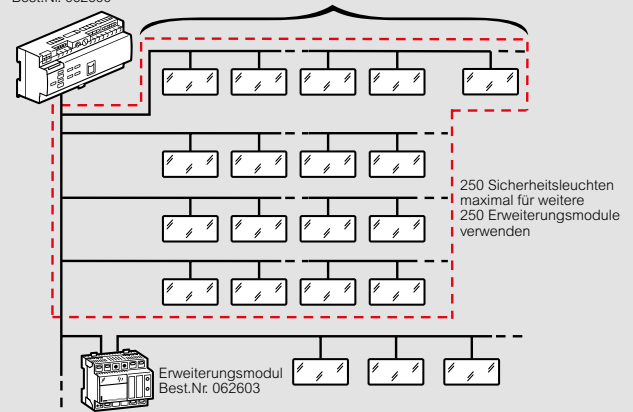 250 Sicherheitsleuchten
maximal für weitere
250 Erweiterungsmodule
verwenden
Erweiterungsmodul
Best.Nr. 062603